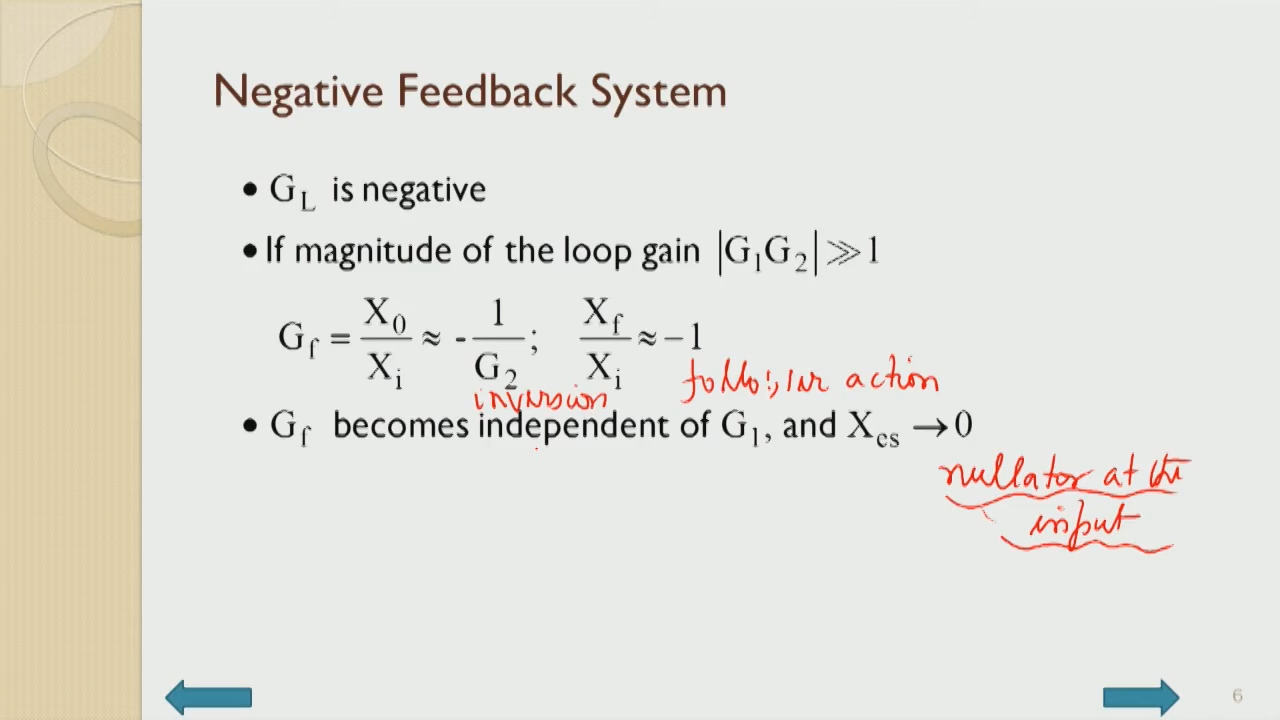 Negative Feedback System
• G_L is negative
• If magnitude of the loop gain |G_1G_2| ≫ 1
G_f = X_0/X_i ≈ -1/G_2; X_f/X_i ≈ −1
inversion action
• G_f becomes independent of G_1, and X_es → 0
nullator at the
input
6